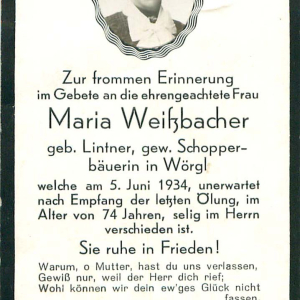 Zur frommen Erinnerung
im Gebete an die ehrengeachtete Frau
Maria Weißbacher
geb. Lintner, gew. Schopper-
bäuerin in Wörgl
welche am 5. Juni 1934, unerwartet
nach Empfang der letzten Ölung, im
Alter von 74 Jahren, selig im Herrn
verschieden ist.
Sie ruhe in Frieden!
Warum, o Mutter, hast du uns verlassen,
Gewiß nur, weil der Herr dich rief;
Wohl können wir dein ew'ges Glück nicht
fassen